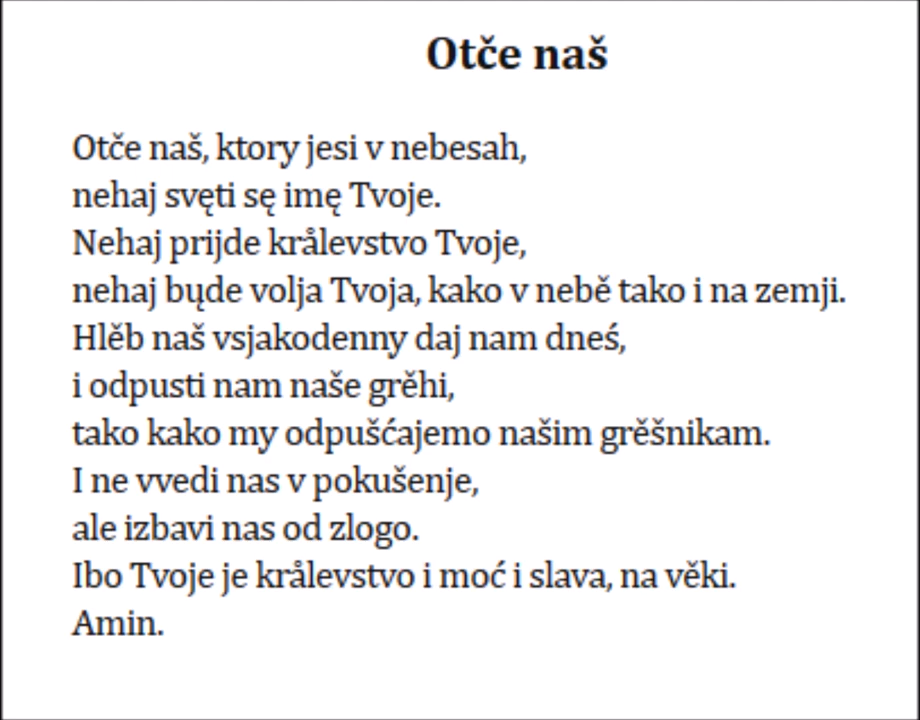 Otče naš
Otče naš, ktory jesi v nebesah,
nehaj svęti sę imę Tvoje.
Nehaj prijde krålevstvo Tvoje,
nehaj bųde volja Tvoja, kako v nebě tako i na zemji.
Hlěb naš vsjakodenny daj nam dneś,
i odpusti nam naše grěhi,
tako kako my odpušćajemo našim grěšnikam.
I ne vvedi nas v pokušenje,
ale izbavi nas od zlogo.
Ibo Tvoje je krålevstvo i moć i slava, na věki.
Amin.